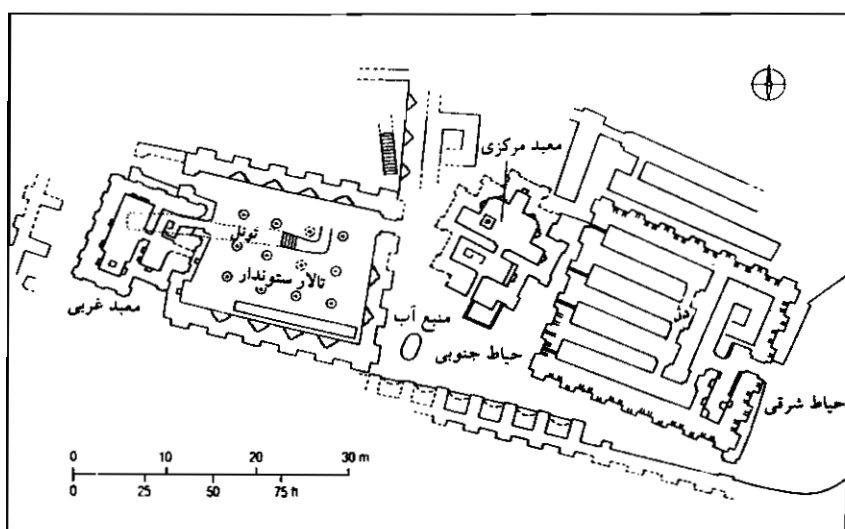 معبد مرکزی
تونل
تالار ستوندار
دژ
معبد غربی
منبع آب
حیاط جنوبی
حیاط شرقی
0 10 20 30 m
0 25 50 75 ft